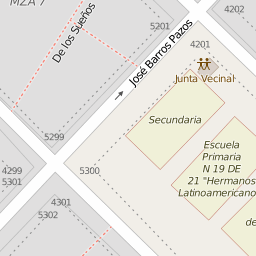 MZA 7
De los Sueños
5201
José Barros Pazos
4202
4201
Junta Vecinal
Secundaria
Escuela
Primaria
N 19 DE
21 "Hermanos
Latinoamericano
5299
4299
5301
5300
4301
5302
de